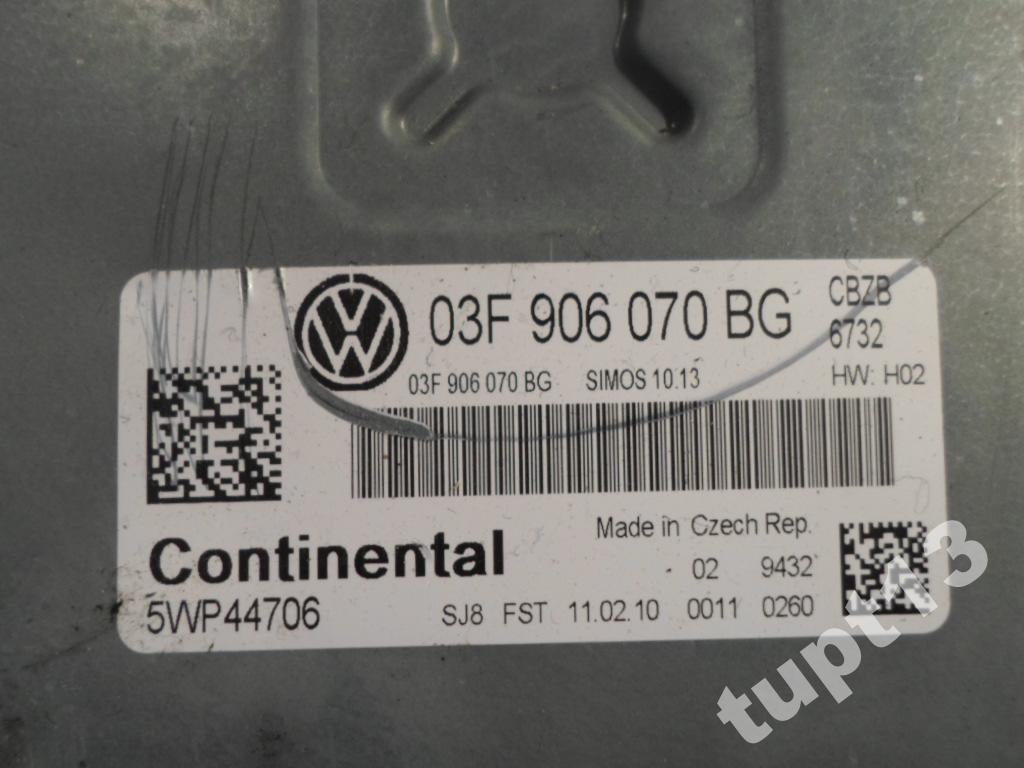 03F 906 070 BG
CBZB
6732
03F 906 070 BG SIMOS 10.13
HW: H02
Made in Czech Rep.
Continental
02 9432
5WP44706
SJ8 FST 11.02.10 0011 0260
tupt13